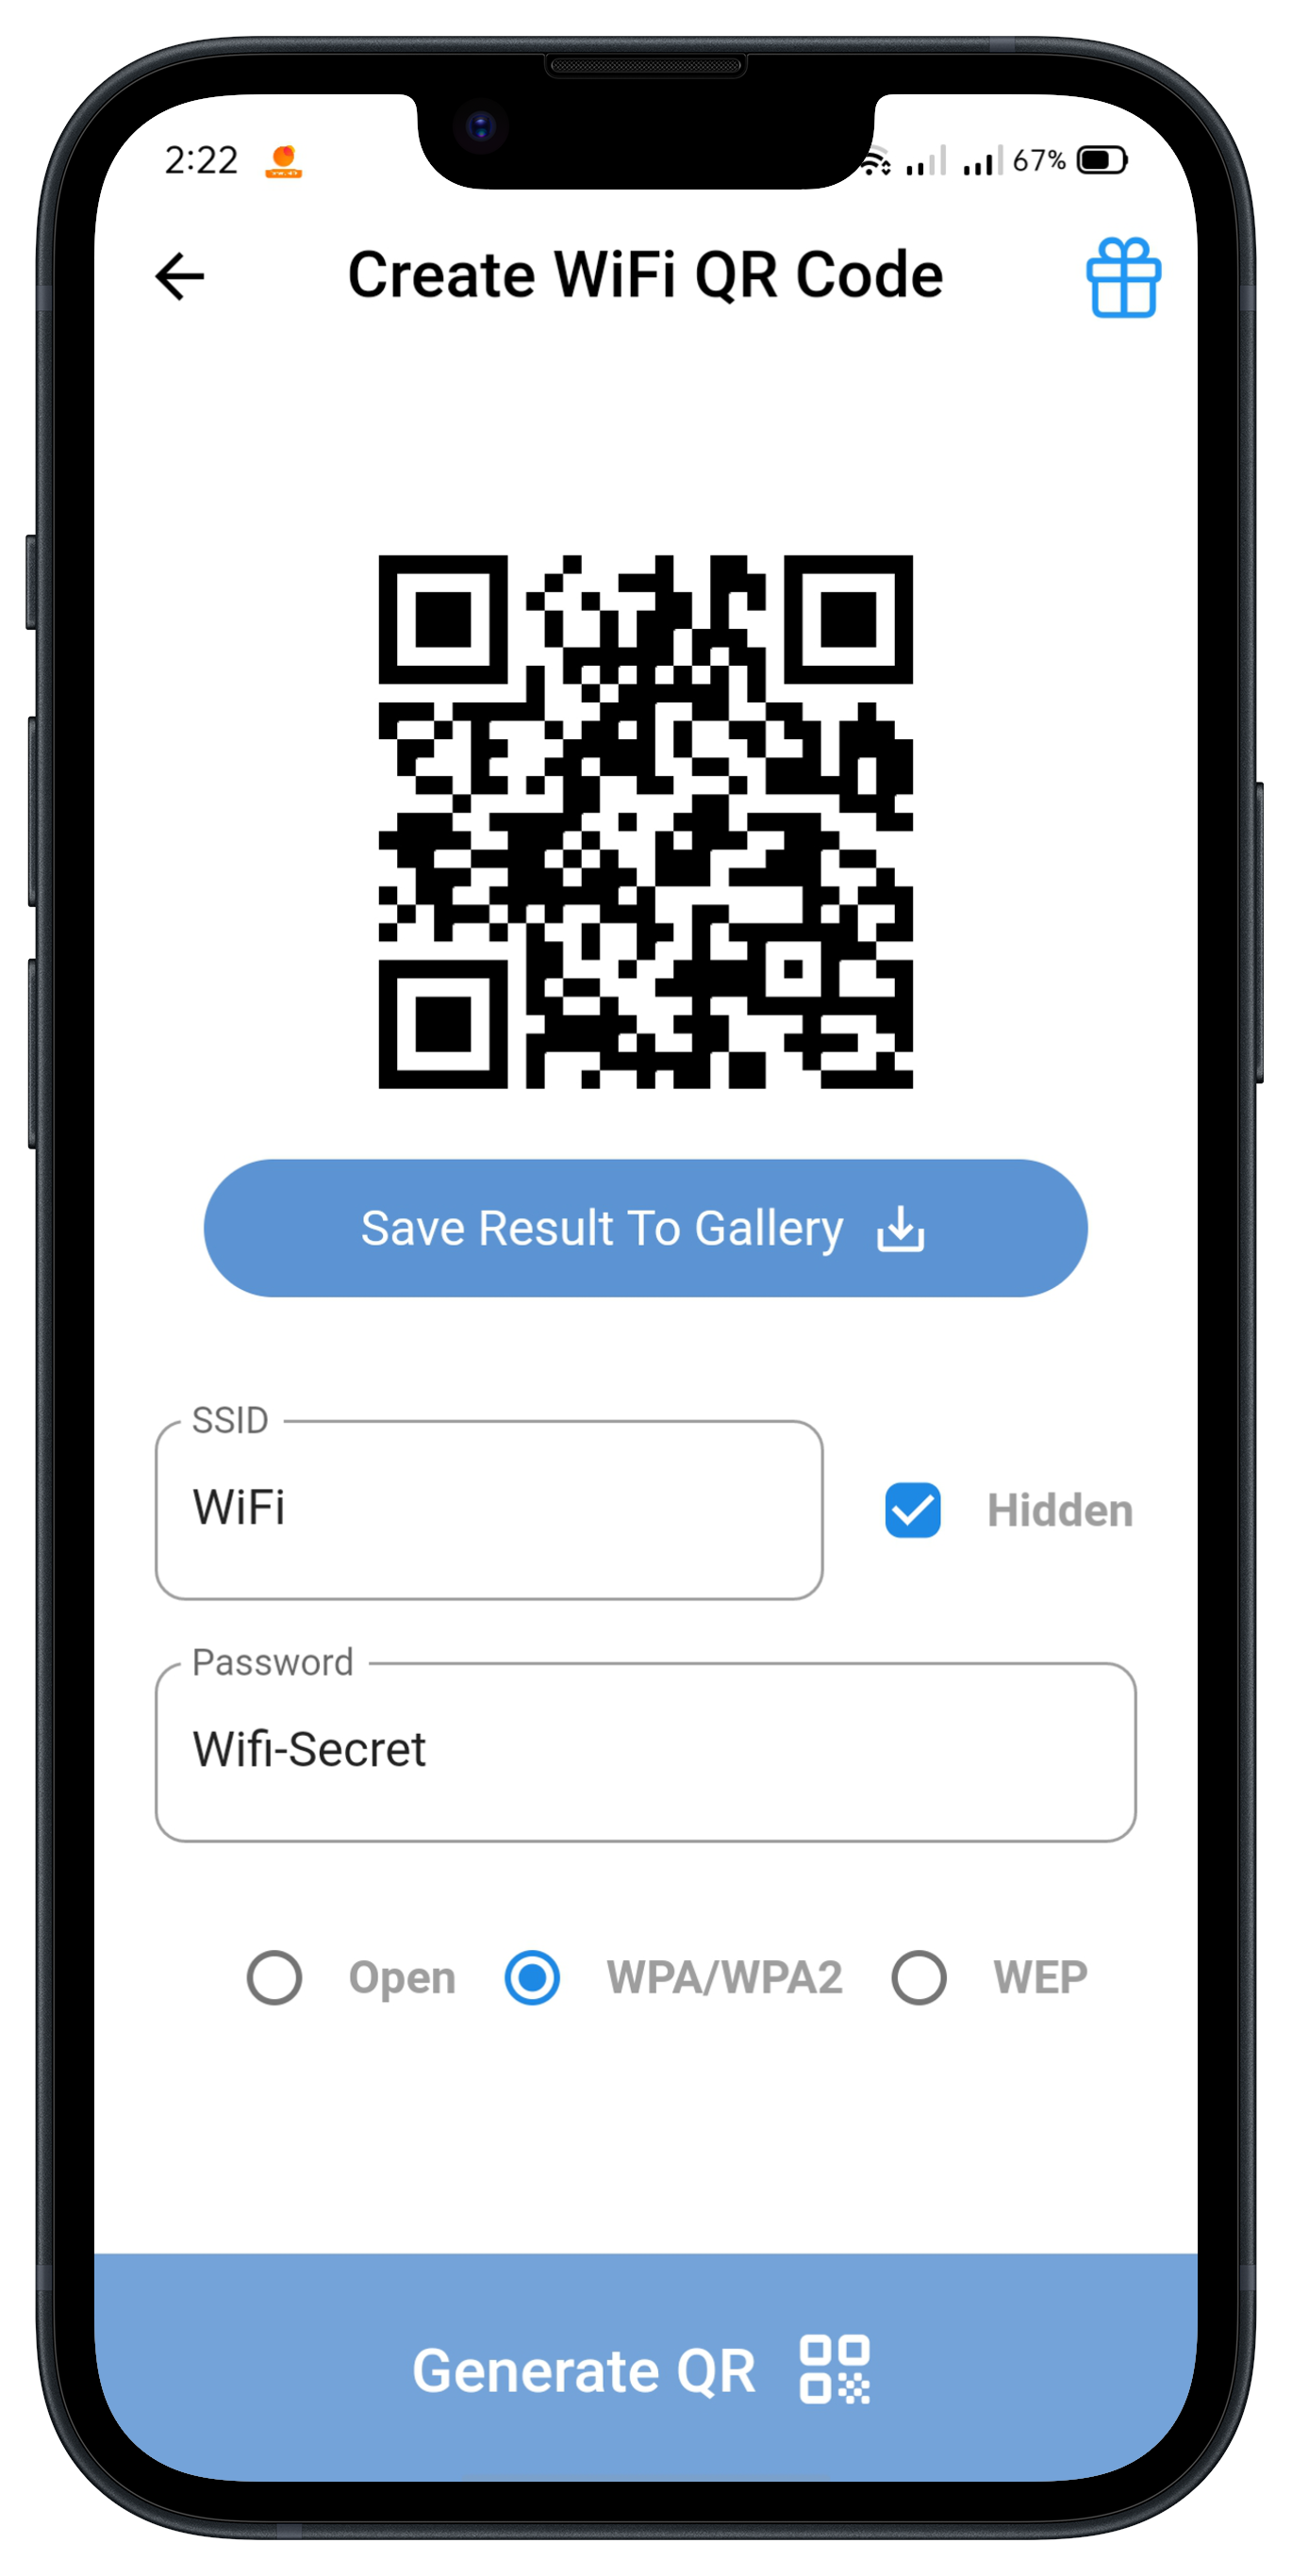 2:22 67%
Create WiFi QR Code
Save Result To Gallery
SSID
WiFi
Hidden
Password
Wifi-Secret
Open WPA/WPA2 WEP
Generate QR